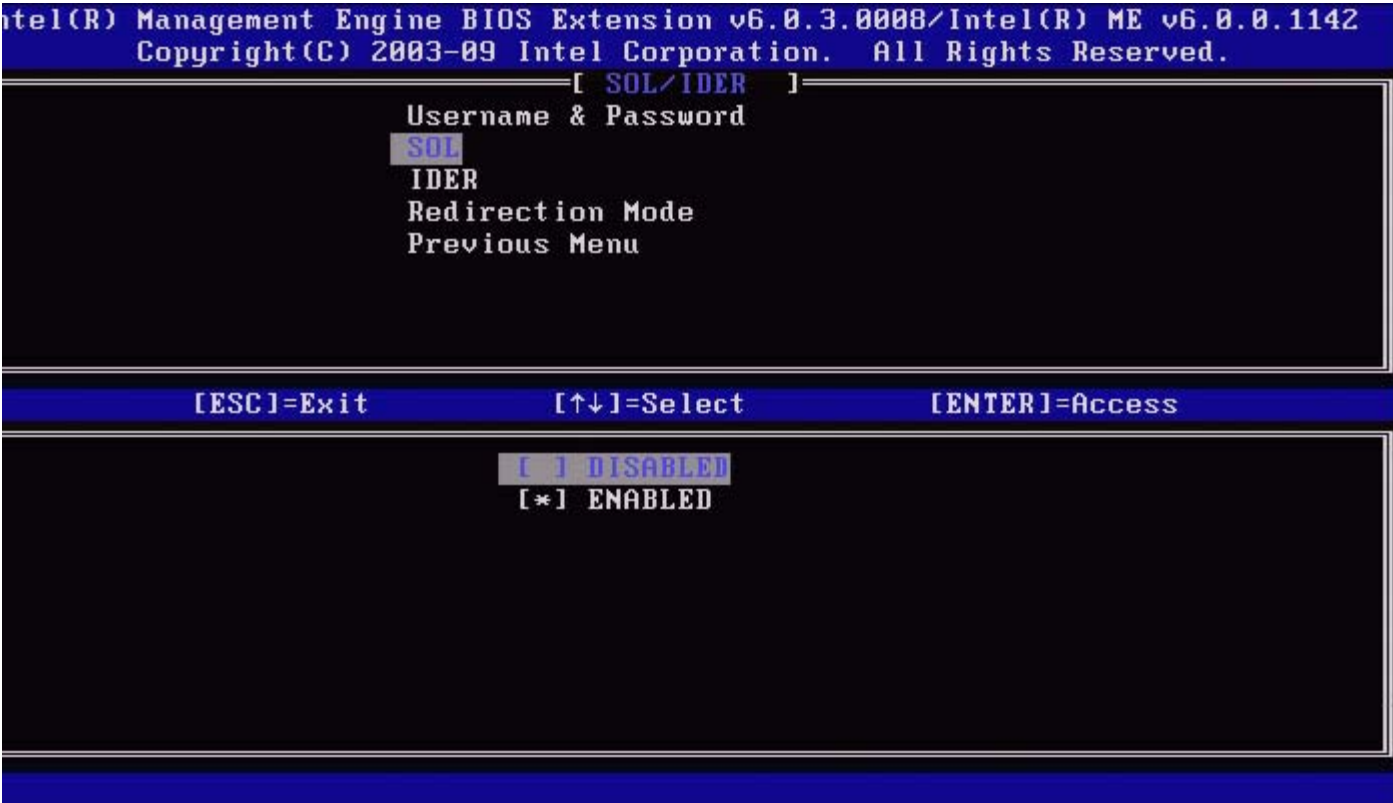 ntel(R) Management Engine BIOS Extension v6.0.3.0008/Intel(R) ME v6.0.0.1142
Copyright(C) 2003-09 Intel Corporation. All Rights Reserved.
[ SOL/IDER ]
Username & Password
SOL
IDER
Redirection Mode
Previous Menu
[ESC]=Exit [↑↓]=Select [ENTER]=Access
[ ] DISABLED
[*] ENABLED